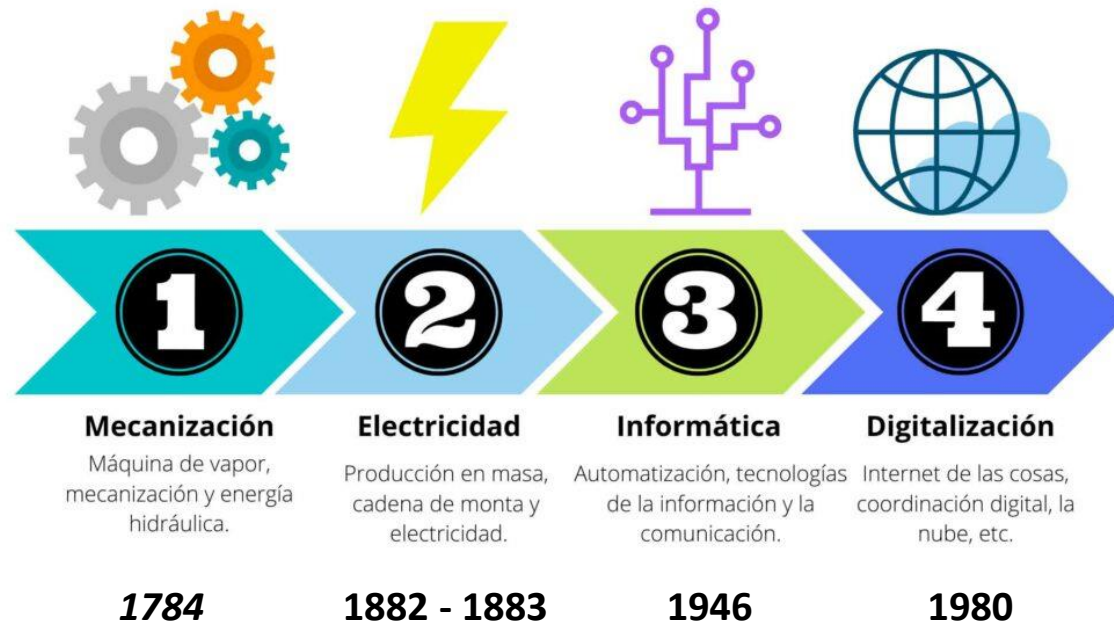 1
2
3
4
Mecanización
Máquina de vapor,
mecanización y energía
hidráulica.
1784
Electricidad
Producción en masa,
cadena de monta y
electricidad.
1882 - 1883
Informática
Automatización, tecnologías
de la información y la
comunicación.
1946
Digitalización
Internet de las cosas,
coordinación digital, la
nube, etc.
1980